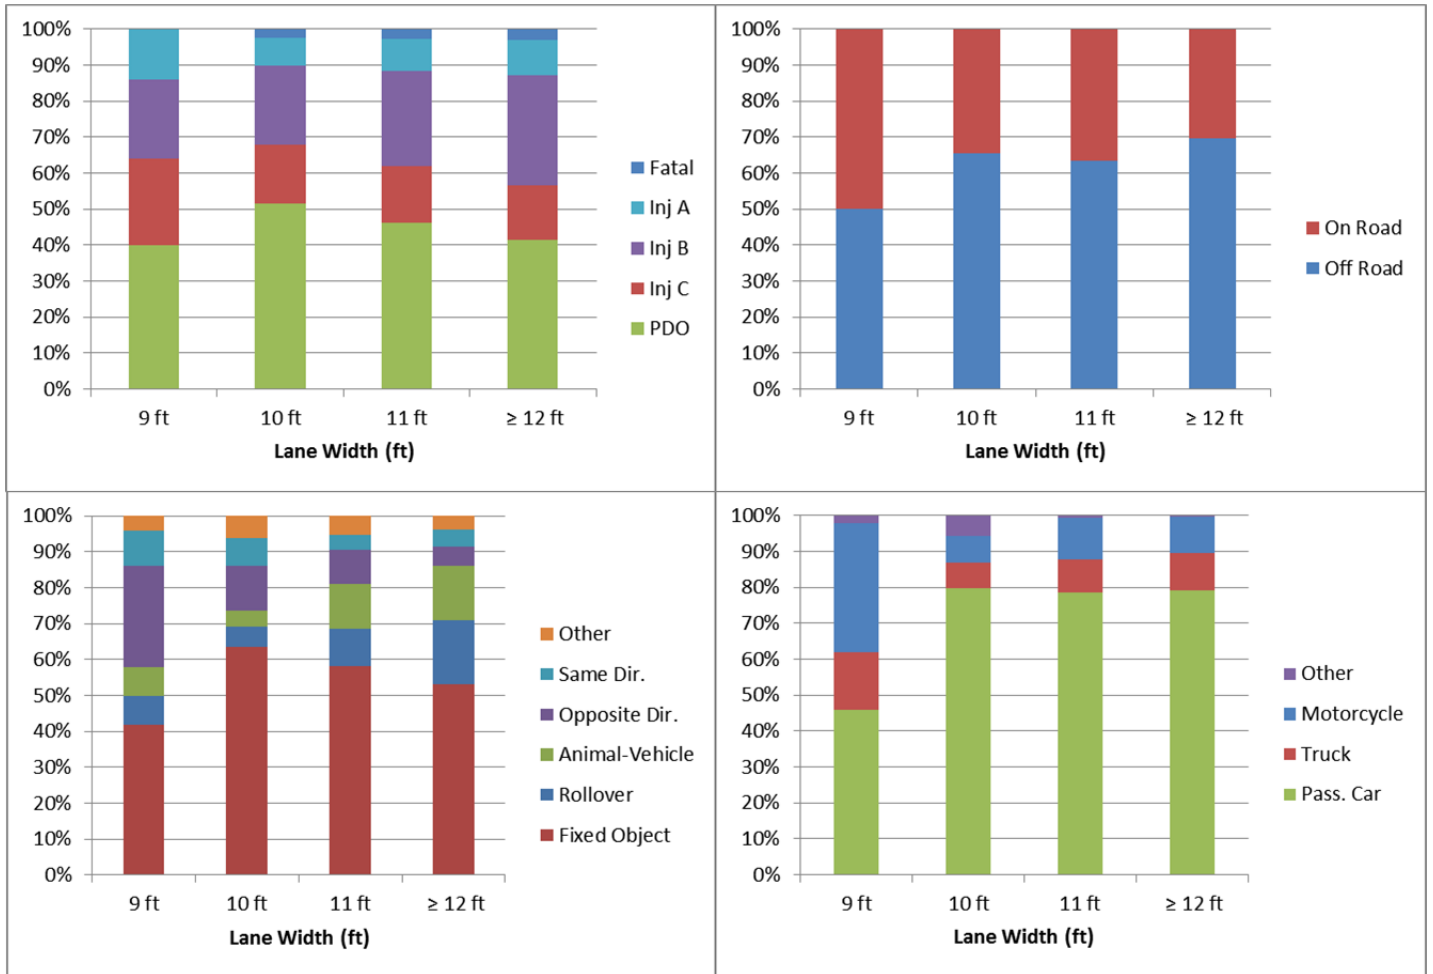 100%
90%
80%
70%
60%
50%
40%
30%
20%
10%
0%
9 ft 10 ft 11 ft ≥ 12 ft
Lane Width (ft)
Fatal
Inj A
Inj B
Inj C
PDO
100%
90%
80%
70%
60%
50%
40%
30%
20%
10%
0%
9 ft 10 ft 11 ft ≥ 12 ft
Lane Width (ft)
On Road
Off Road
100%
90%
80%
70%
60%
50%
40%
30%
20%
10%
0%
9 ft 10 ft 11 ft ≥ 12 ft
Lane Width (ft)
Other
Same Dir.
Opposite Dir.
Animal-Vehicle
Rollover
Fixed Object
100%
90%
80%
70%
60%
50%
40%
30%
20%
10%
0%
9 ft 10 ft 11 ft ≥ 12 ft
Lane Width (ft)
Other
Motorcycle
Truck
Pass. Car